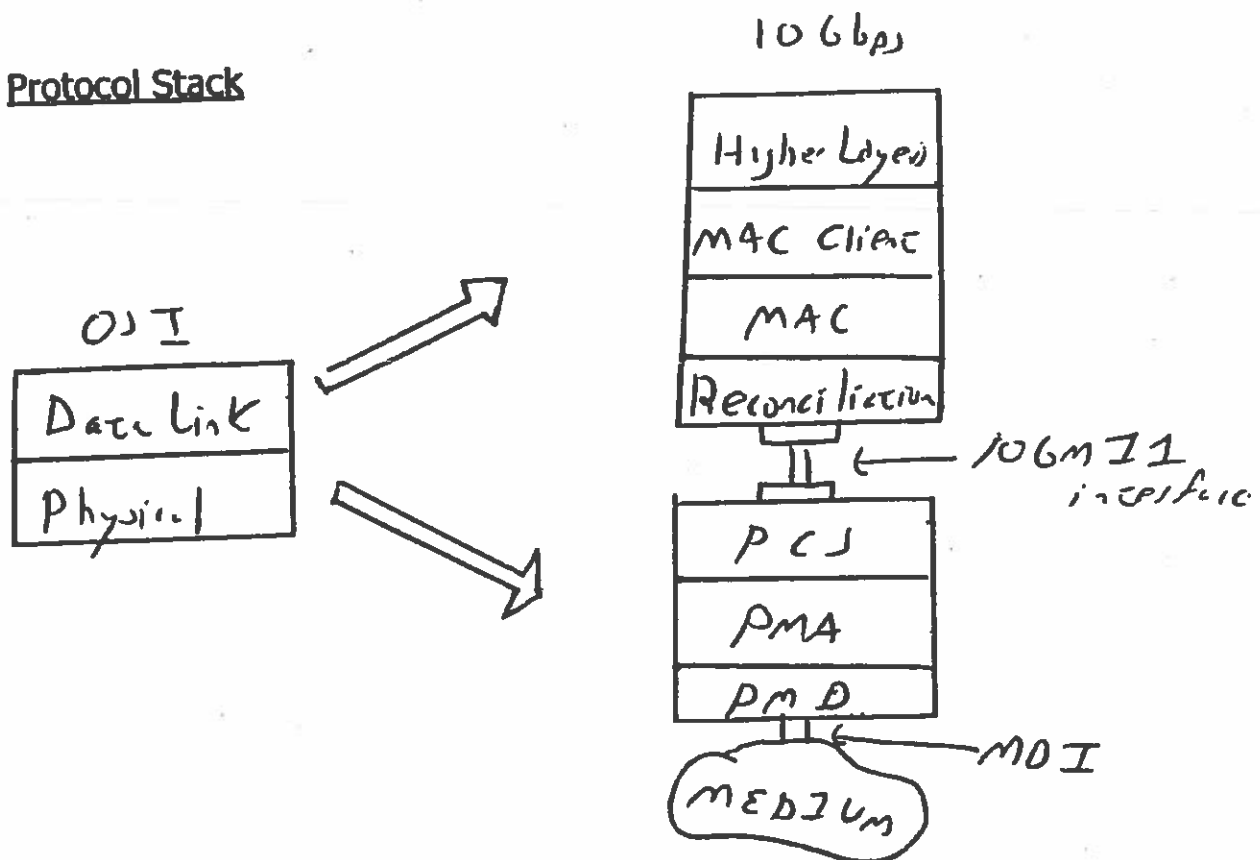 10 Gbps
Protocol Stack
Higher Layers
MAC Client
MAC
OSI
Reconciliation
Data Link
Physical
10GMII
interface
PCS
PMA
PMD
MDI
MEDIUM